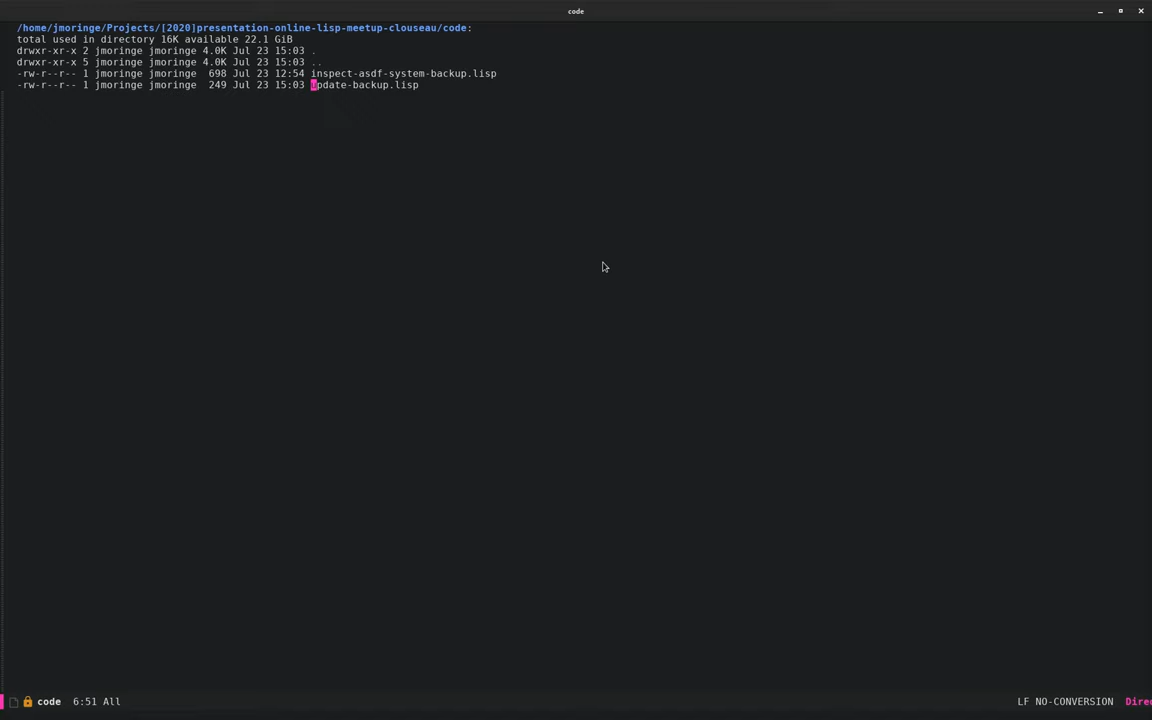 code
/home/jmoringe/Projects/[2020]presentation-online-lisp-meetup-clouseau/code:
total used in directory 16K available 22.1 GiB
drwxr-xr-x 2 jmoringe jmoringe 4.0K Jul 23 15:03 .
drwxr-xr-x 5 jmoringe jmoringe 4.0K Jul 23 15:03 ..
-rw-r--r-- 1 jmoringe jmoringe  698 Jul 23 12:54 inspect-asdf-system-backup.lisp
-rw-r--r-- 1 jmoringe jmoringe  249 Jul 23 15:03 update-backup.lisp
code 6:51 All LF NO-CONVERSION Direc